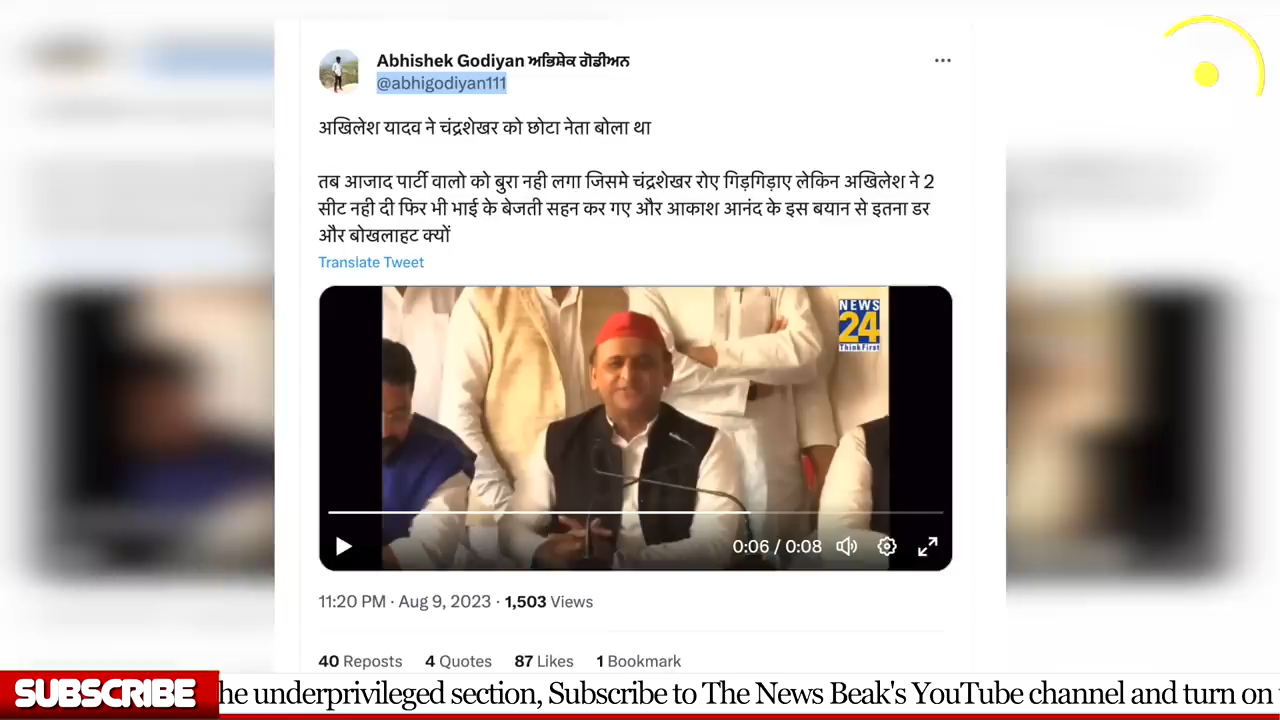 Abhishek Godiyan ਅਭਿਸ਼ੇਕ ਗੋਡੀਅਨ
@abhigodiyan111
अखिलेश यादव ने चंद्रशेखर को छोटा नेता बोला था
तब आजाद पार्टी वालो को बुरा नही लगा जिसमे चंद्रशेखर रोए गिड़गिड़ाए लेकिन अखिलेश ने 2
सीट नही दी फिर भी भाई के बेजती सहन कर गए और आकाश आनंद के इस बयान से इतना डर
और बोखलाहट क्यों
Translate Tweet
NEWS
24
Think First
0:06 / 0:08
11:20 PM · Aug 9, 2023 · 1,503 Views
40 Reposts 4 Quotes 87 Likes 1 Bookmark
SUBSCRIBE
he underprivileged section, Subscribe to The News Beak's YouTube channel and turn on